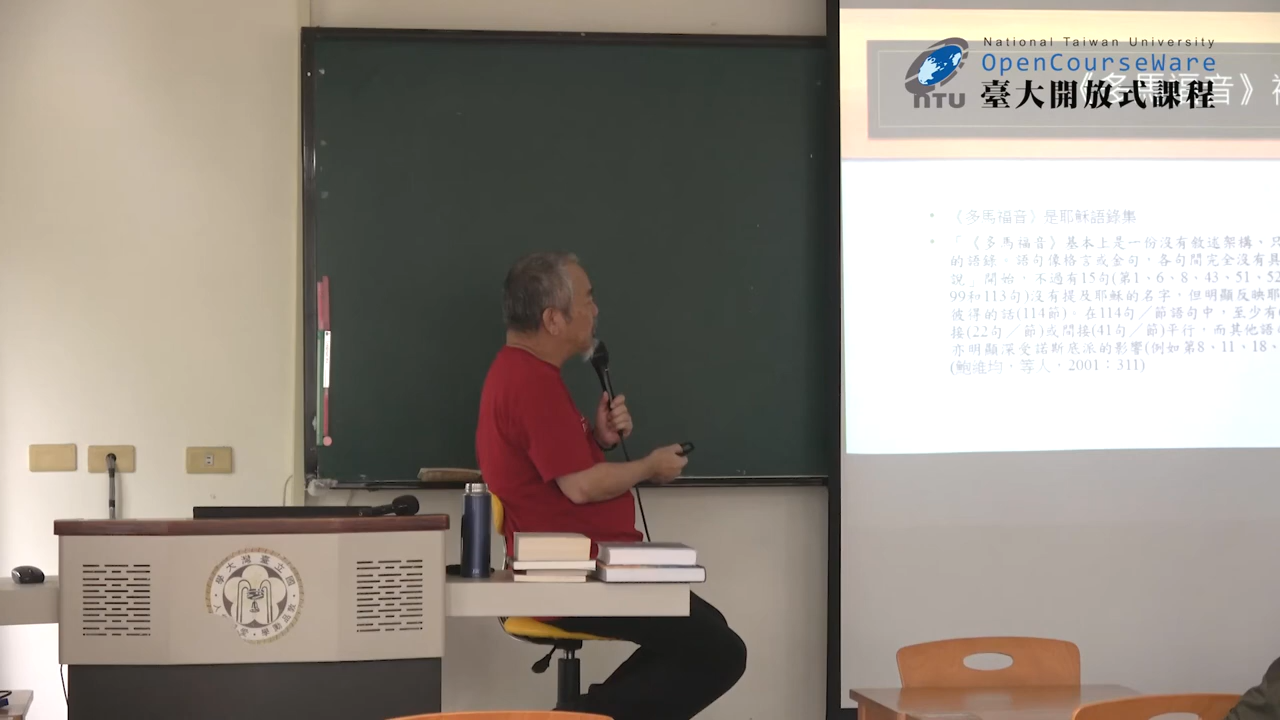 National Taiwan University
OpenCourseWare
臺大開放式課程
NTU
《多馬福音》
• 《多馬福音》是耶穌語錄集
• 「《多馬福音》基本上是一份沒有敘述架構，只
的語錄。語句像格言或金句，各句間完全沒有具
說」開始，不過有15句(第1、6、8、43、51、52
99和113句)沒有提及耶穌的名字，但明顯反映耶
彼得的話(114節)。在114句／節語句中，至少有
接(22句／節)或間接(41句／節)平行，而其他語
亦明顯深受諾斯底派的影響(例如第8、11、18、
(鮑維均，等人，2001：311)